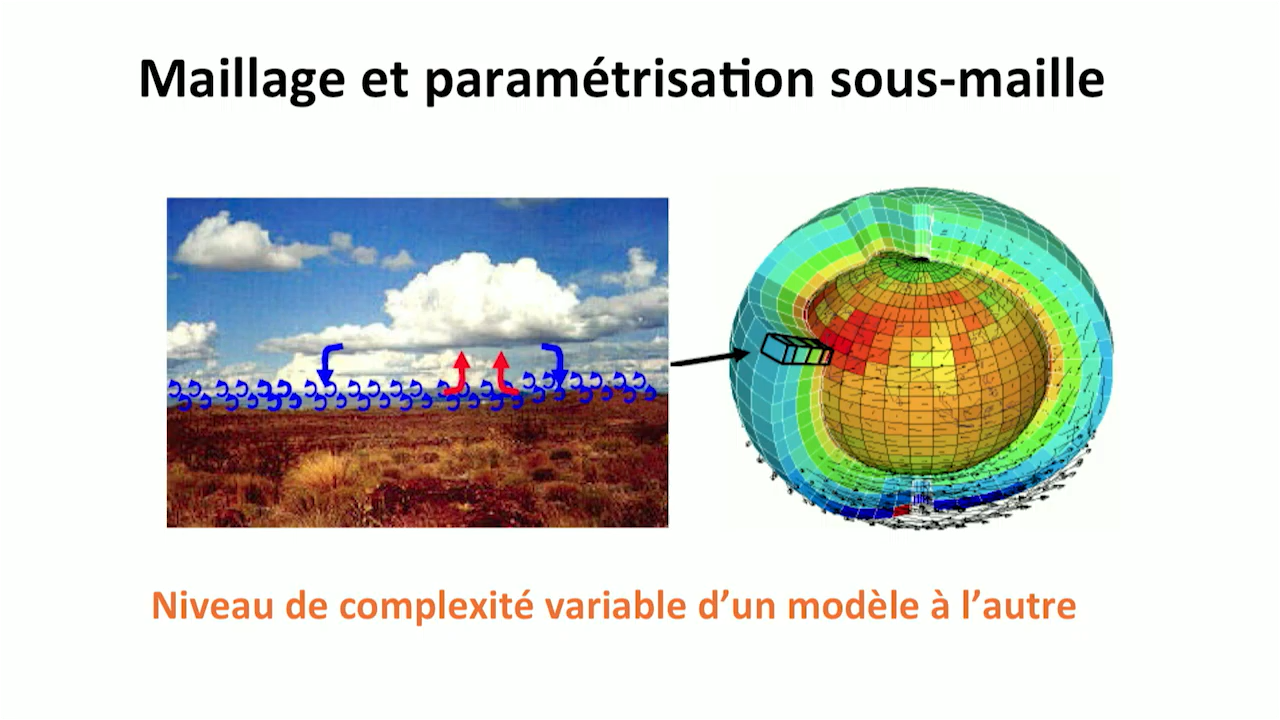 Maillage et paramétrisation sous-maille
Niveau de complexité variable d’un modèle à l’autre